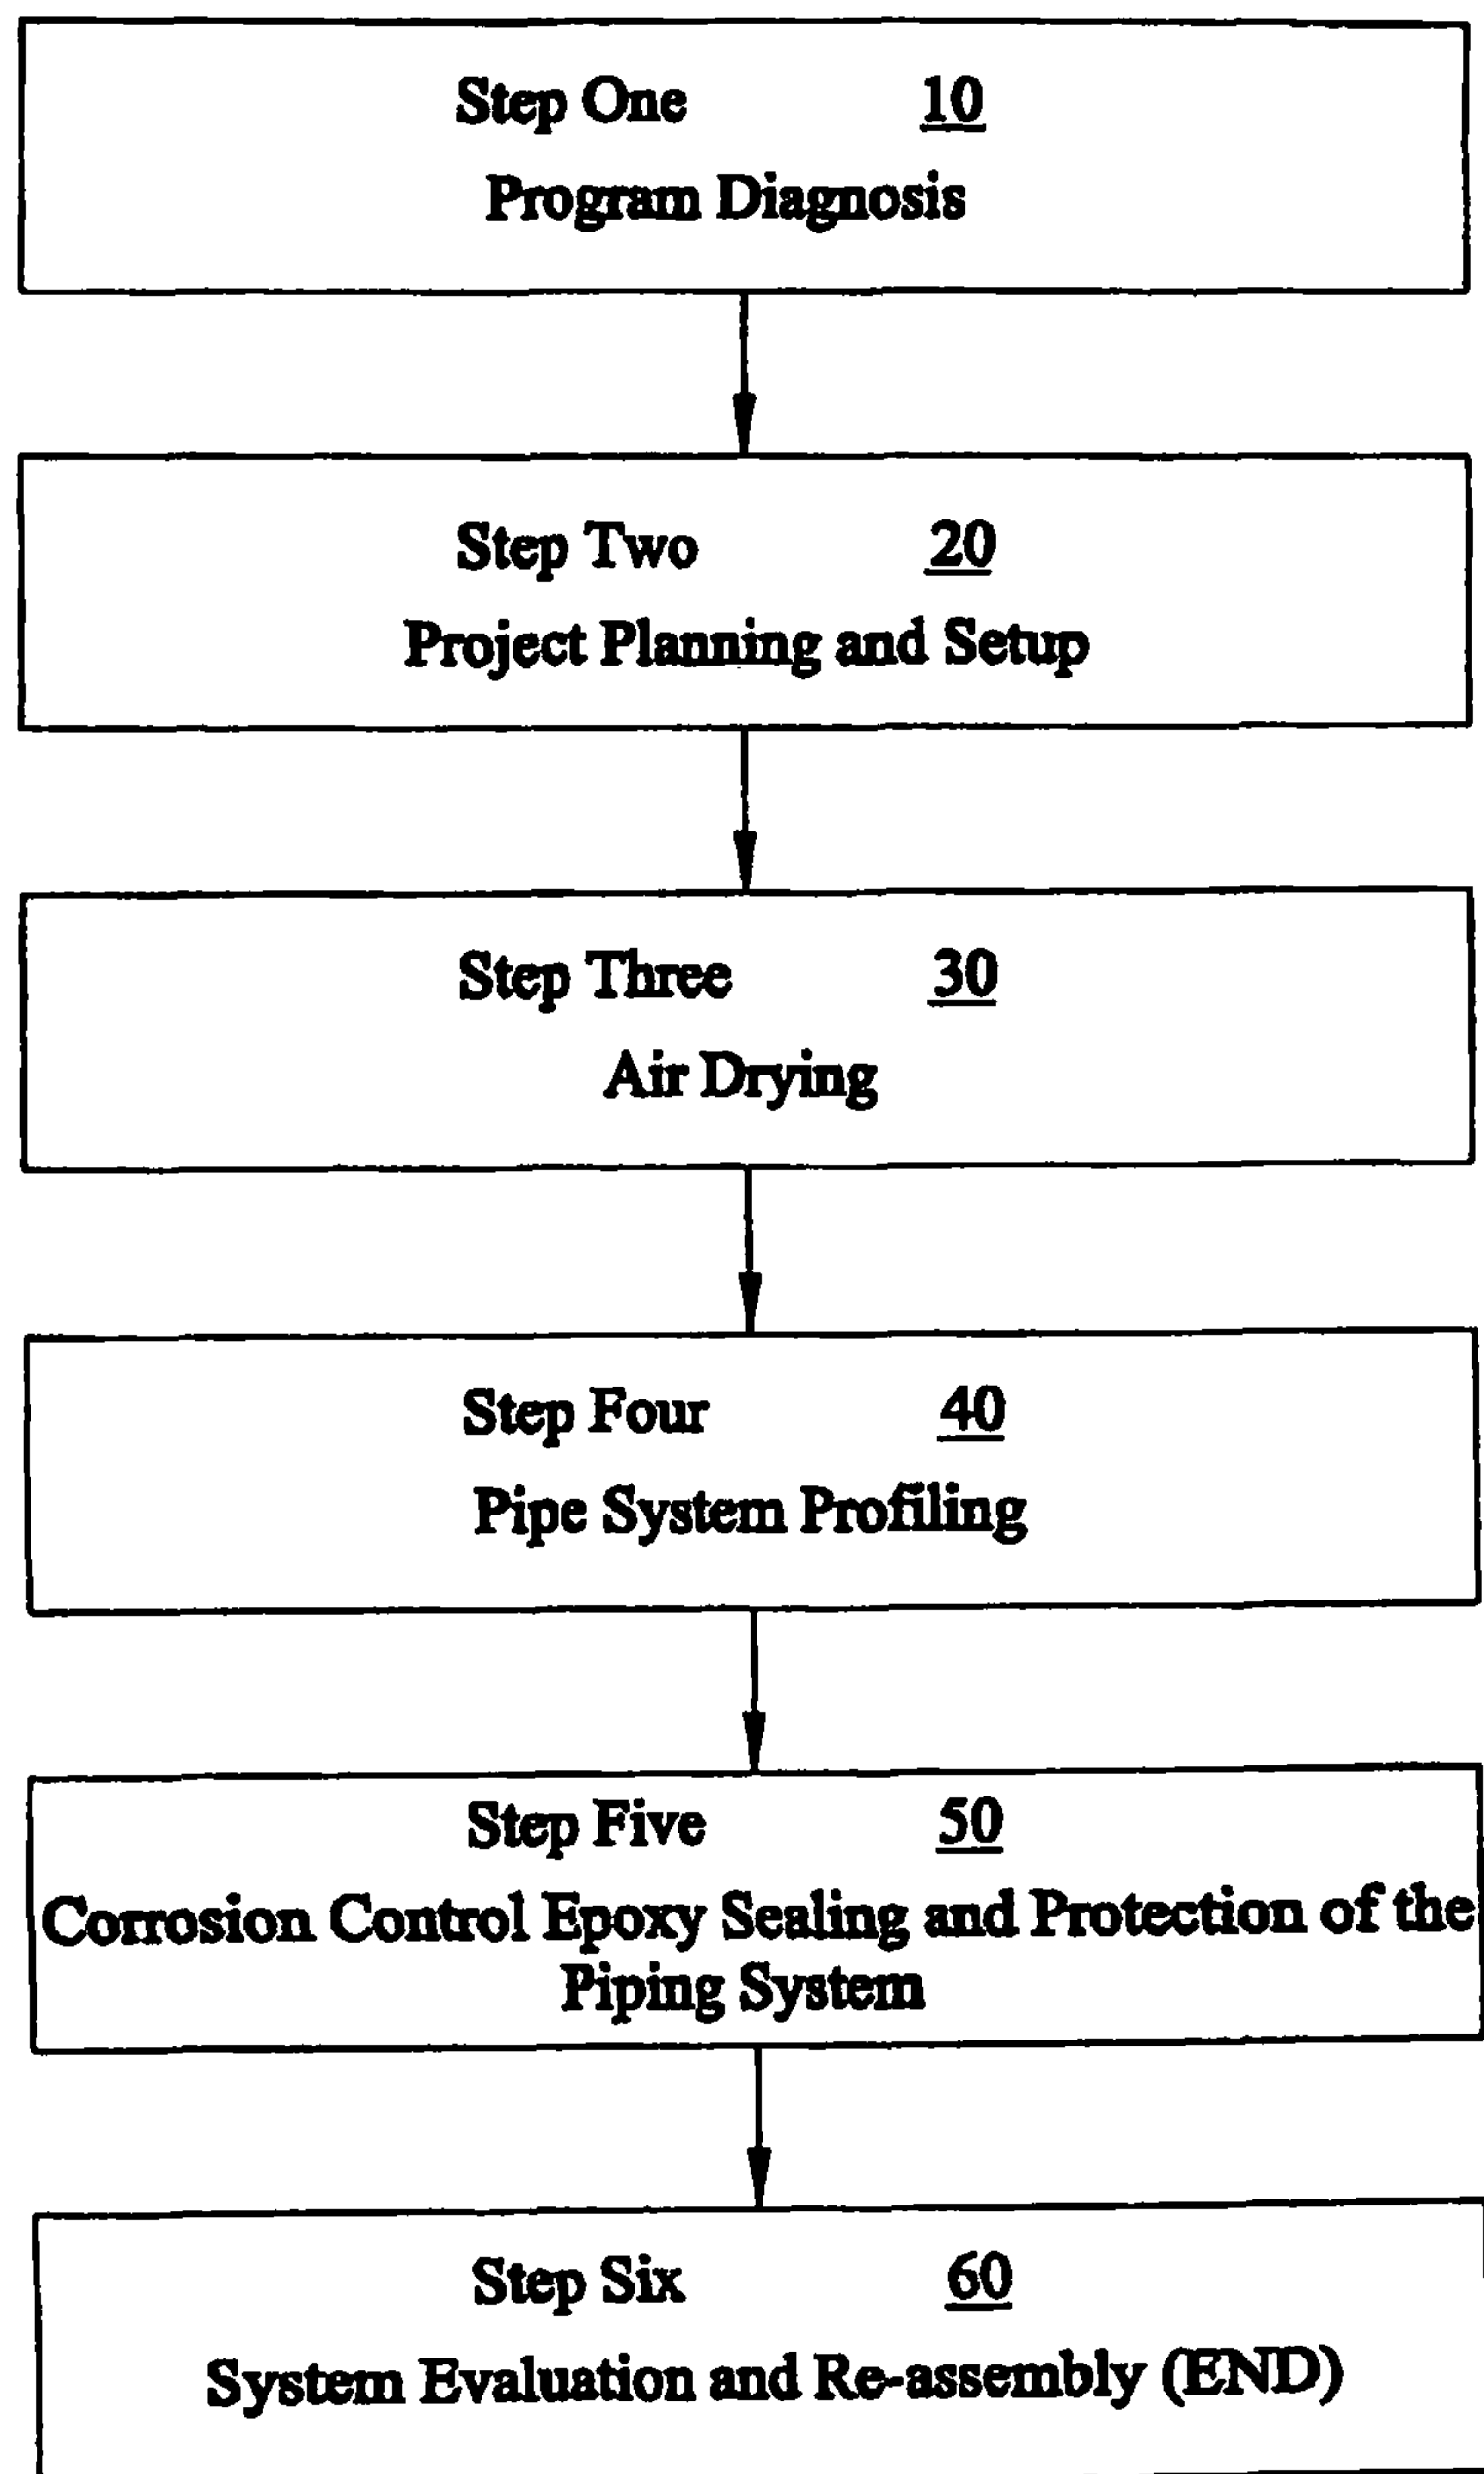 Step One 10
Program Diagnosis
Step Two 20
Project Planning and Setup
Step Three 30
Air Drying
Step Four 40
Pipe System Profiling
Step Five 50
Corrosion Control Epoxy Sealing and Protection of the
Piping System
Step Six 60
System Evaluation and Re-assembly (END)